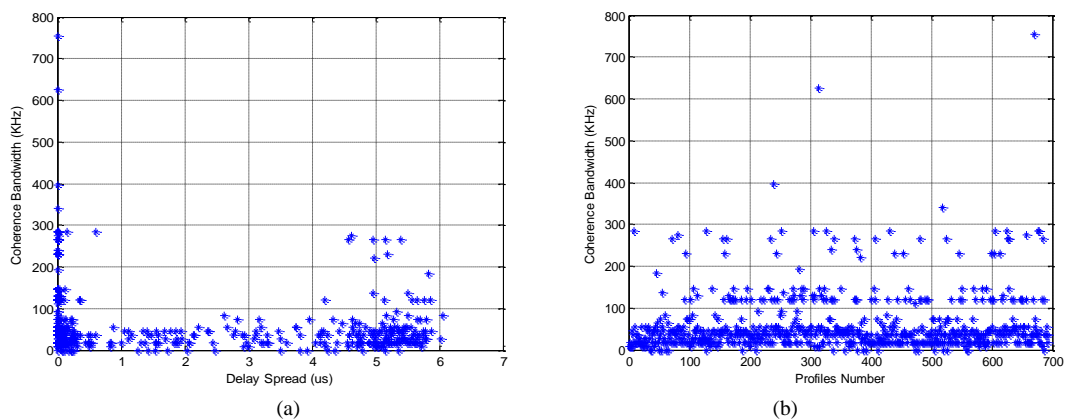 800
700
600
500
400
300
200
100
0
Coherence Bandwidth (KHz)
0 1 2 3 4 5 6 7
Delay Spread (us)
(a)
800
700
600
500
400
300
200
100
0
Coherence Bandwidth (KHz)
0 100 200 300 400 500 600 700
Profiles Number
(b)